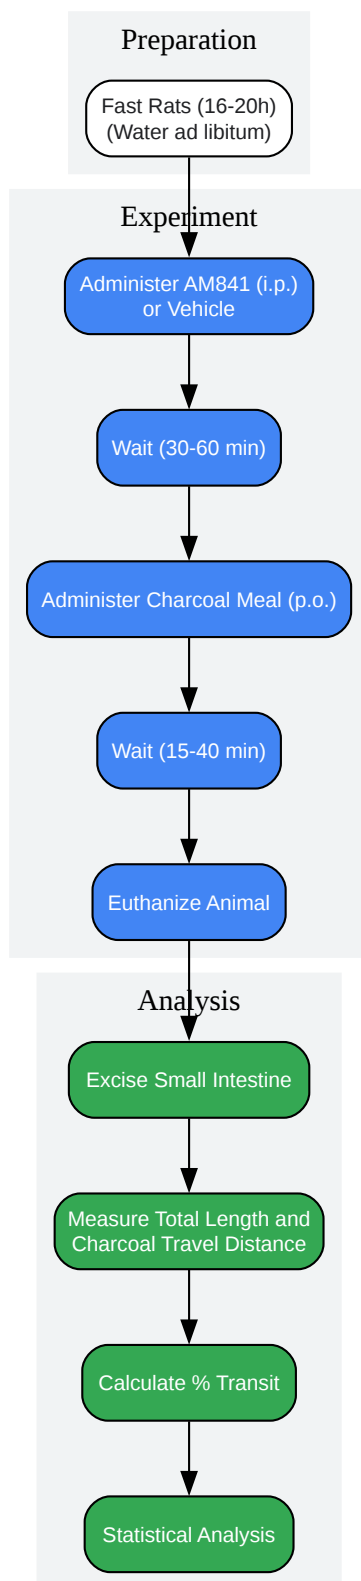 Preparation
Fast Rats (16-20h)
(Water ad libitum)
Experiment
Administer AM841 (i.p.)
or Vehicle
Wait (30-60 min)
Administer Charcoal Meal (p.o.)
Wait (15-40 min)
Euthanize Animal
Analysis
Excise Small Intestine
Measure Total Length and
Charcoal Travel Distance
Calculate % Transit
Statistical Analysis